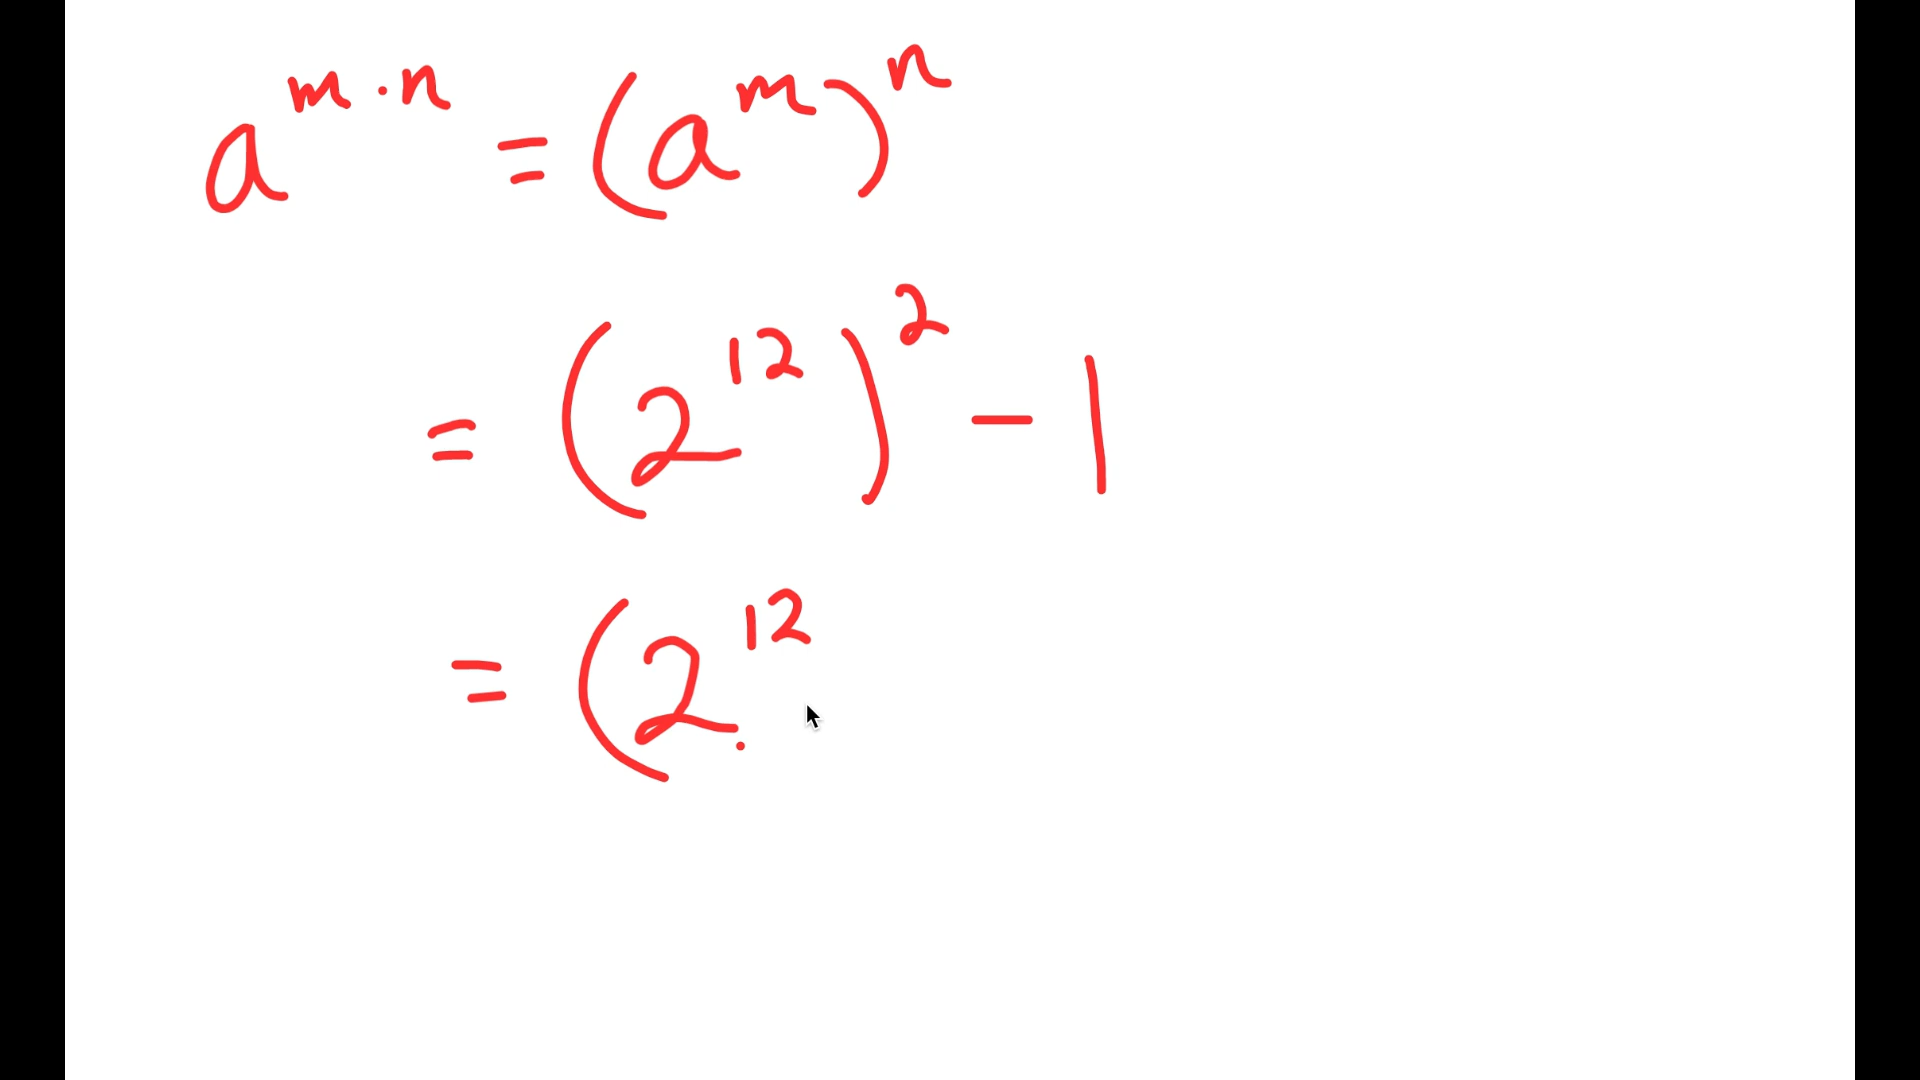 a^{m·n} = (a^m)^n
= (2^{12})^2 - 1
= (2^{12}